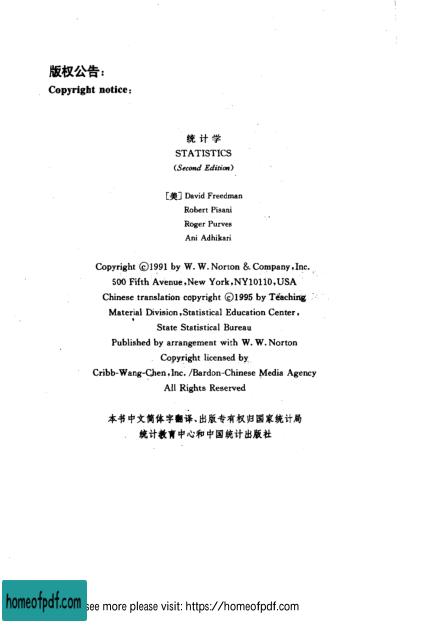 版权公告:
Copyright notice:
统计学
STATISTICS
(Second Edition)
[美] David Freedman
Robert Pisani
Roger Purves
Ani Adhikari
Copyright ©1991 by W. W. Norton & Company, Inc.
500 Fifth Avenue, New York, NY10110, USA
Chinese translation copyright ©1995 by Teaching
Material Division, Statistical Education Center,
State Statistical Bureau
Published by arrangement with W. W. Norton
Copyright licensed by
Cribb-Wang-Chen, Inc. /Bardon-Chinese Media Agency
All Rights Reserved
本书中文简体字翻译、出版专有权归国家统计局
统计教育中心和中国统计出版社
homeofpdf.com
see more please visit: https://homeofpdf.com